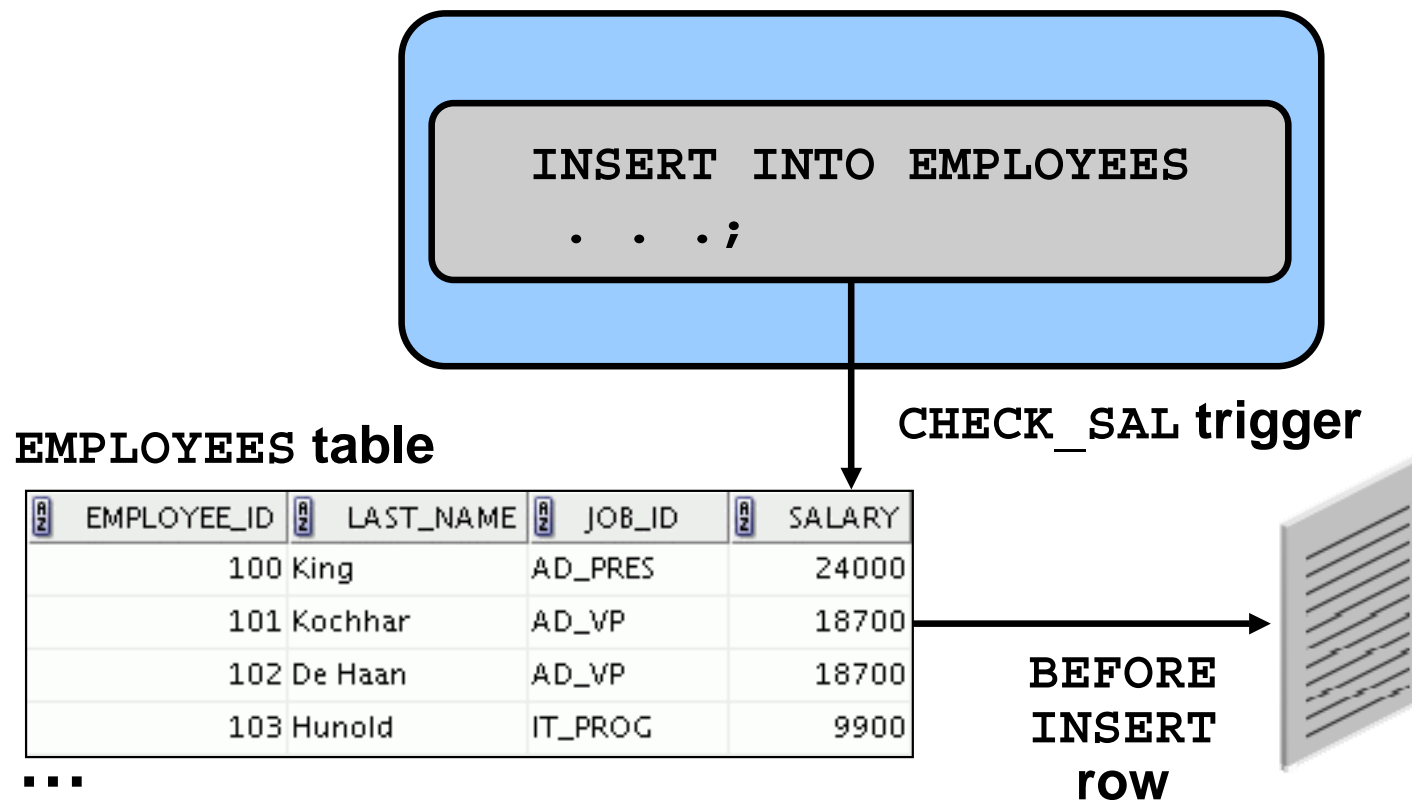 INSERT INTO EMPLOYEES
. . .;
CHECK_SAL trigger
EMPLOYEES table
EMPLOYEE_ID LAST_NAME JOB_ID SALARY
100 King AD_PRES 24000
101 Kochhar AD_VP 18700
102 De Haan AD_VP 18700
103 Hunold IT_PROG 9900
...
BEFORE
INSERT
row